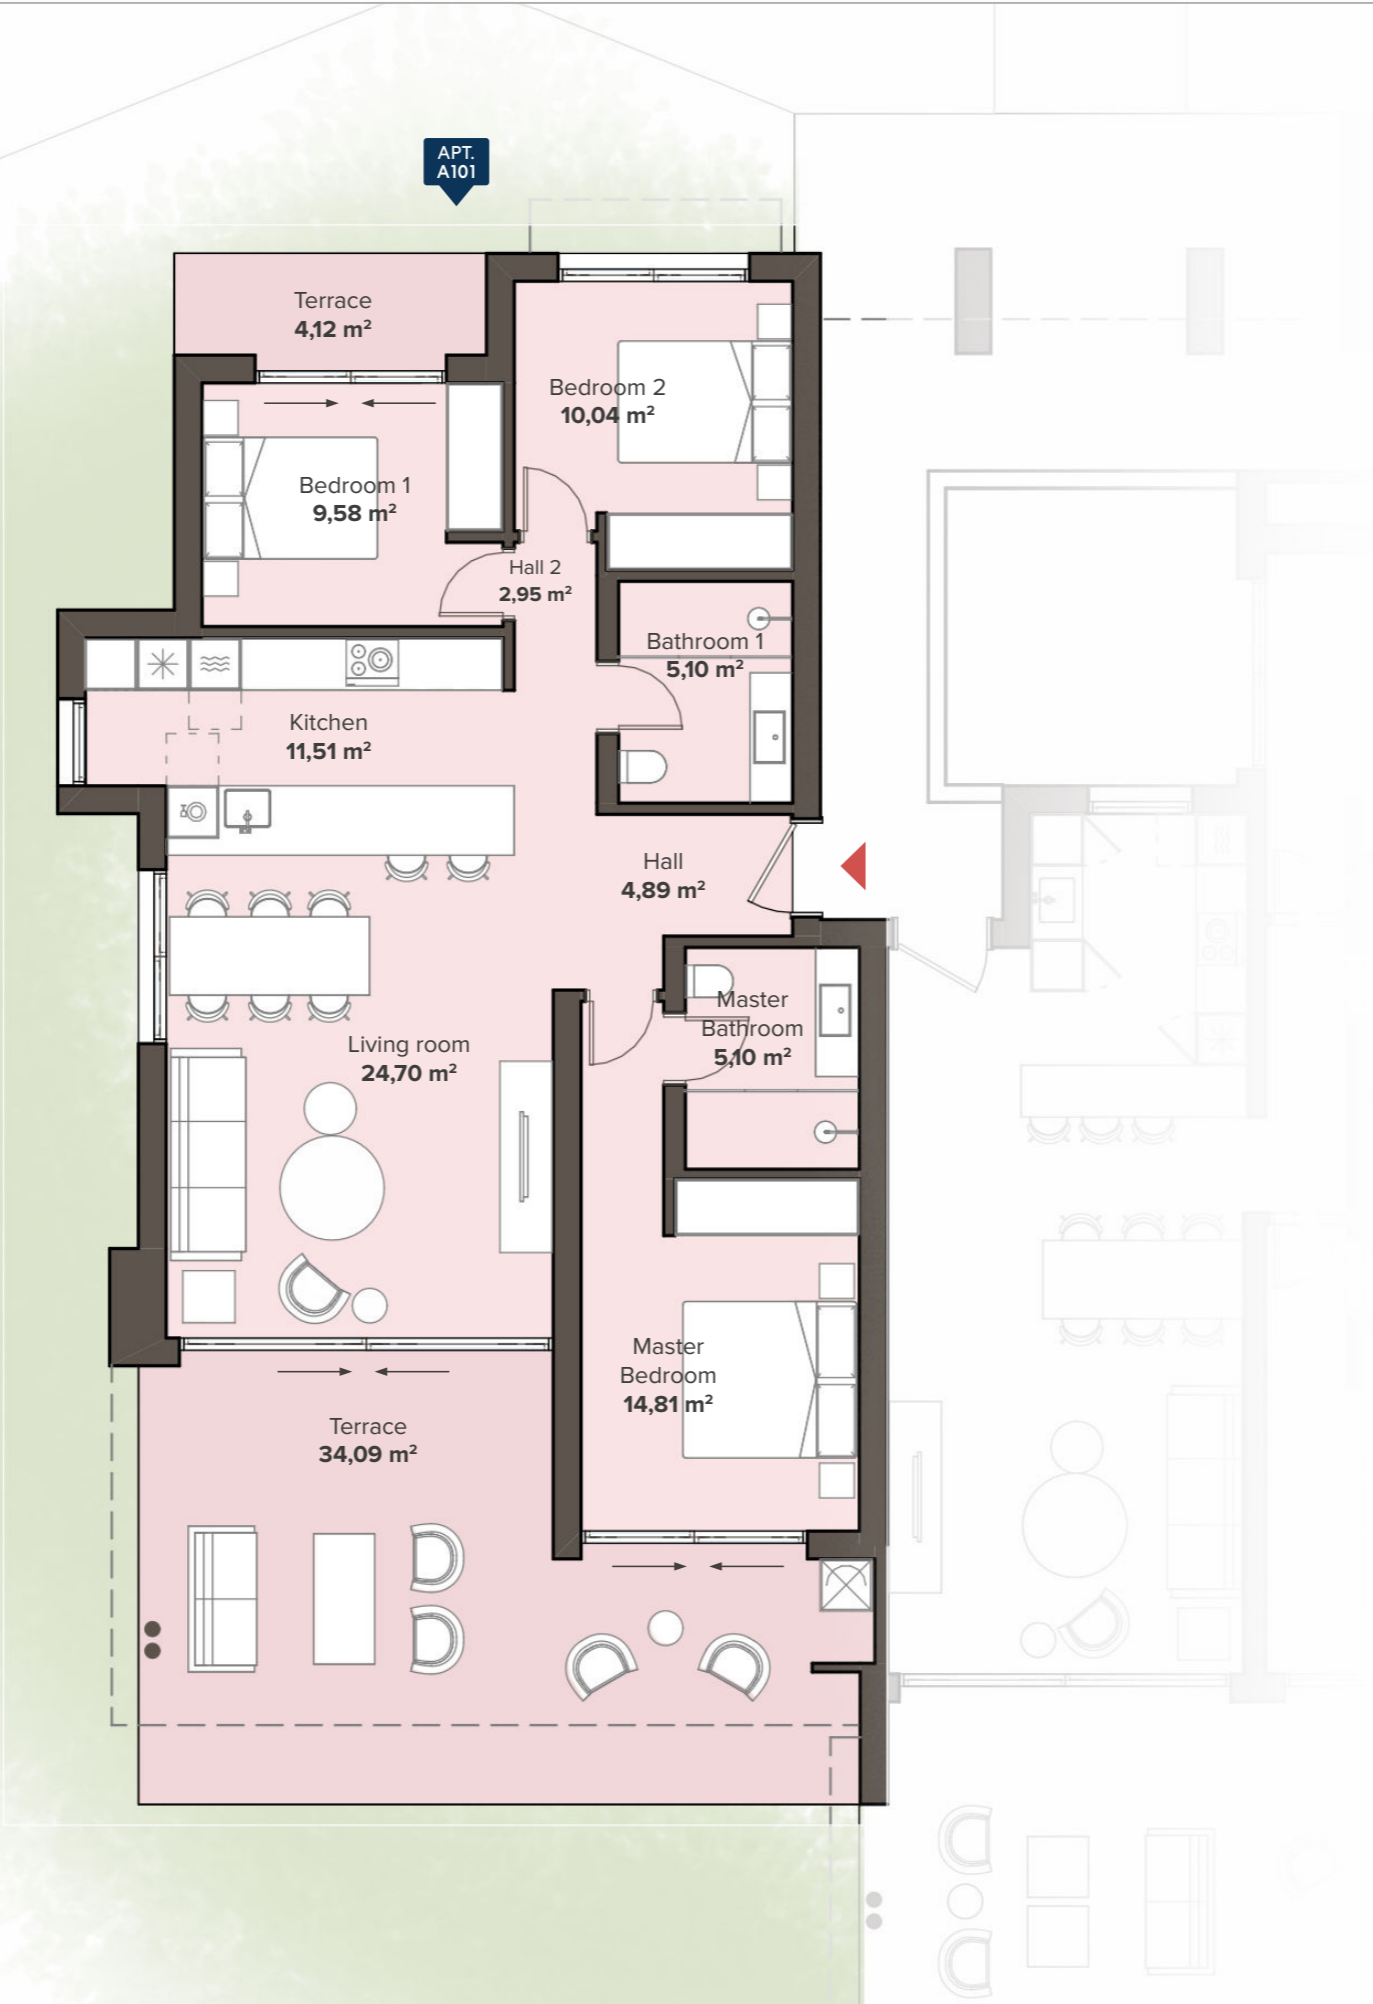 APT.
A101
Terrace
4,12 m²
Bedroom 2
10,04 m²
Bedroom 1
9,58 m²
Hall 2
2,95 m²
Bathroom 1
5,10 m²
Kitchen
11,51 m²
Hall
4,89 m²
Master
Bathroom
5,10 m²
Living room
24,70 m²
Master
Bedroom
14,81 m²
Terrace
34,09 m²